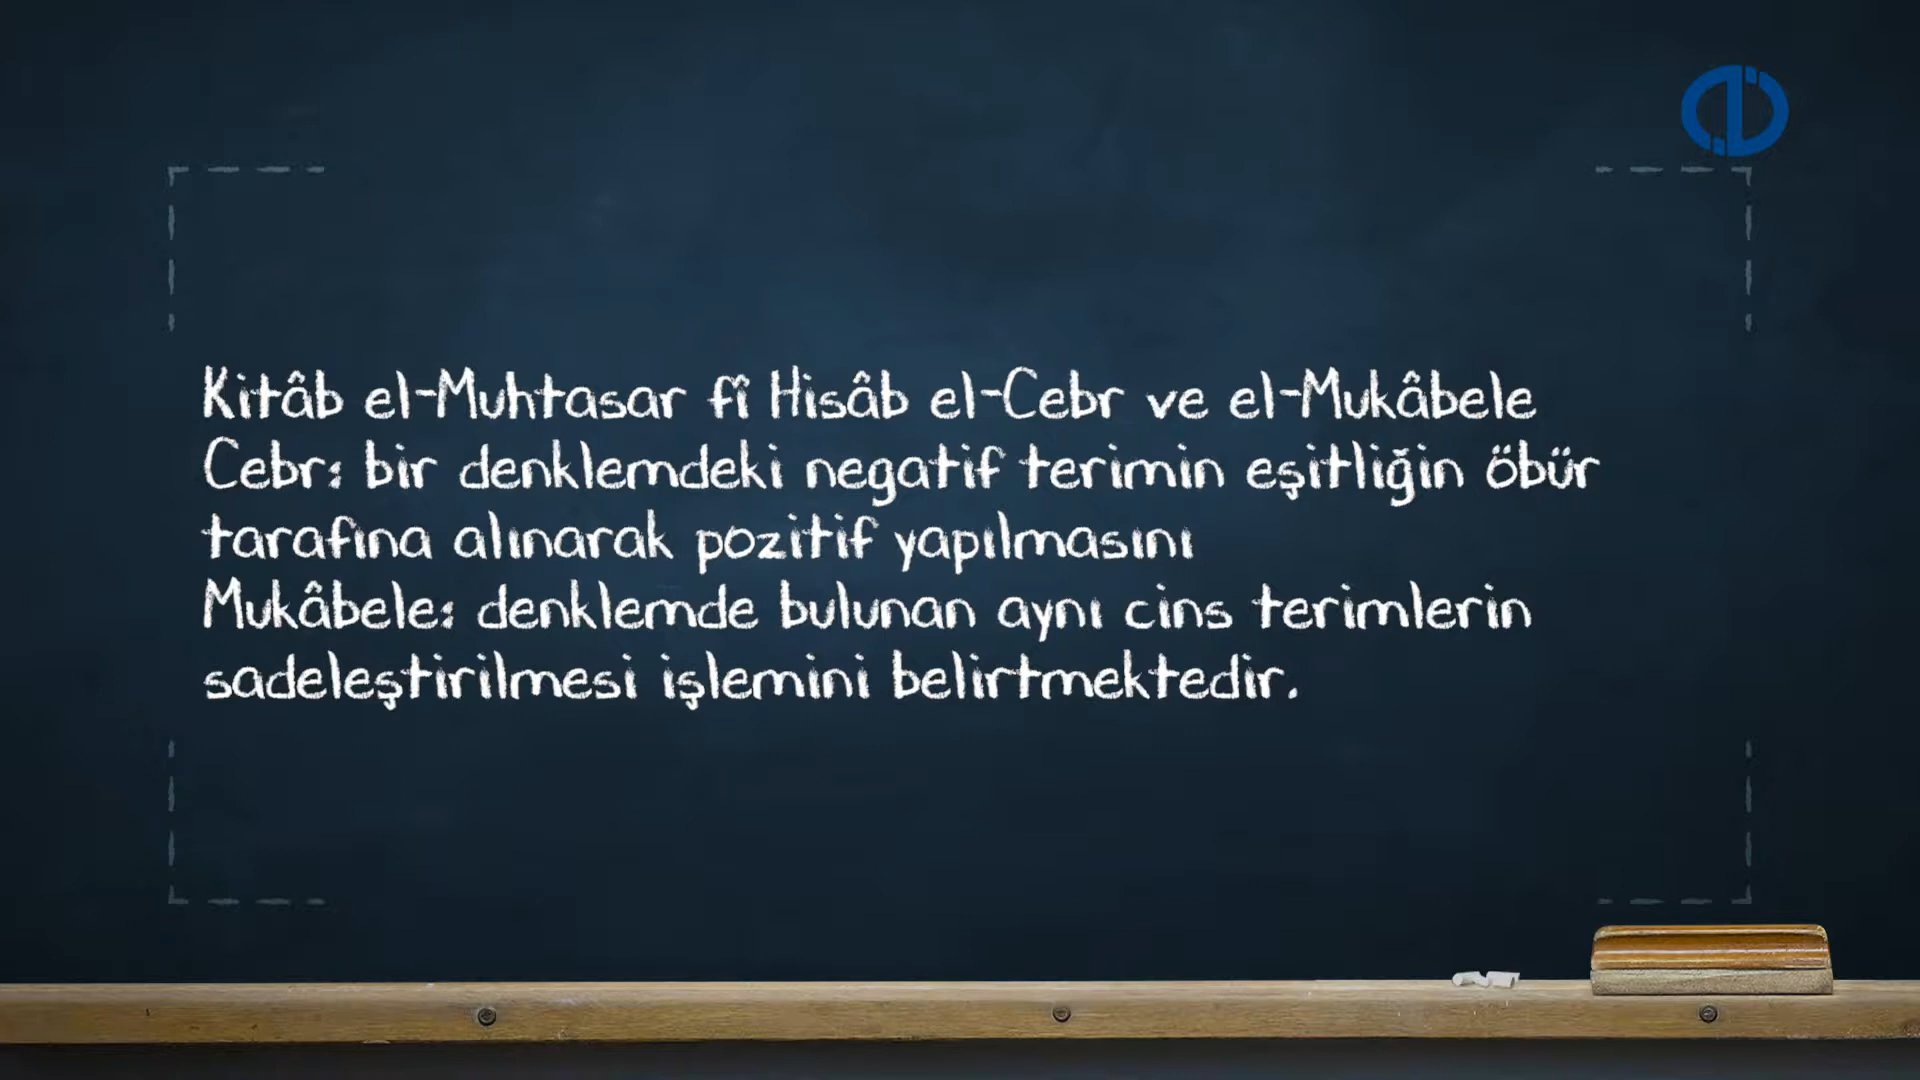 Kitâb el-Muhtasar fî Hisâb el-Cebr ve el-Mukâbele
Cebr: bir denklemdeki negatif terimin eşitliğin öbür
tarafına alınarak pozitif yapılmasını
Mukâbele: denklemde bulunan aynı cins terimlerin
sadeleştirilmesi işlemini belirtmektedir.